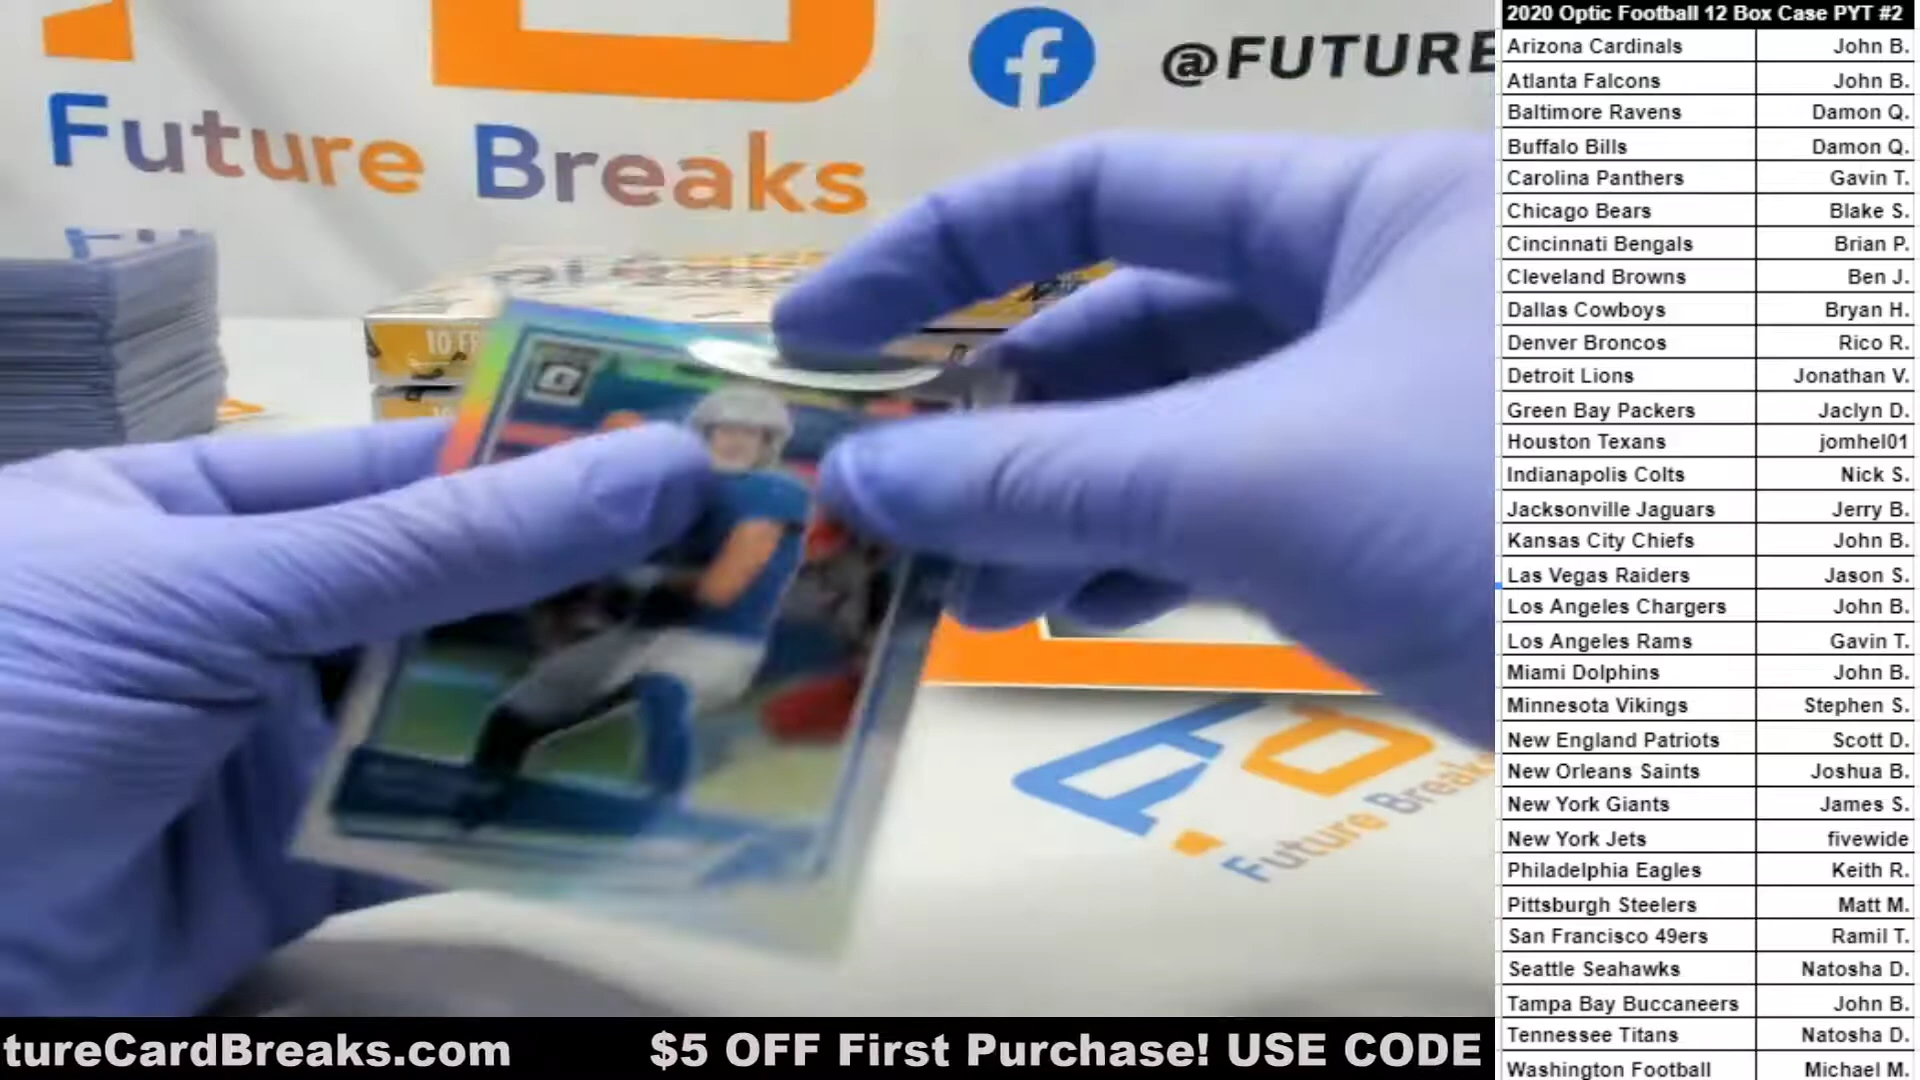 Future Breaks
@FUTURE
10
Future Breaks
tureCardBreaks.com $5 OFF First Purchase! USE CODE
2020 Optic Football 12 Box Case PYT #2
Arizona Cardinals John B.
Atlanta Falcons John B.
Baltimore Ravens Damon Q.
Buffalo Bills Damon Q.
Carolina Panthers Gavin T.
Chicago Bears Blake S.
Cincinnati Bengals Brian P.
Cleveland Browns Ben J.
Dallas Cowboys Bryan H.
Denver Broncos Rico R.
Detroit Lions Jonathan V.
Green Bay Packers Jaclyn D.
Houston Texans jomhel01
Indianapolis Colts Nick S.
Jacksonville Jaguars Jerry B.
Kansas City Chiefs John B.
Las Vegas Raiders Jason S.
Los Angeles Chargers John B.
Los Angeles Rams Gavin T.
Miami Dolphins John B.
Minnesota Vikings Stephen S.
New England Patriots Scott D.
New Orleans Saints Joshua B.
New York Giants James S.
New York Jets fivewide
Philadelphia Eagles Keith R.
Pittsburgh Steelers Matt M.
San Francisco 49ers Ramil T.
Seattle Seahawks Natosha D.
Tampa Bay Buccaneers John B.
Tennessee Titans Natosha D.
Washington Football Michael M.